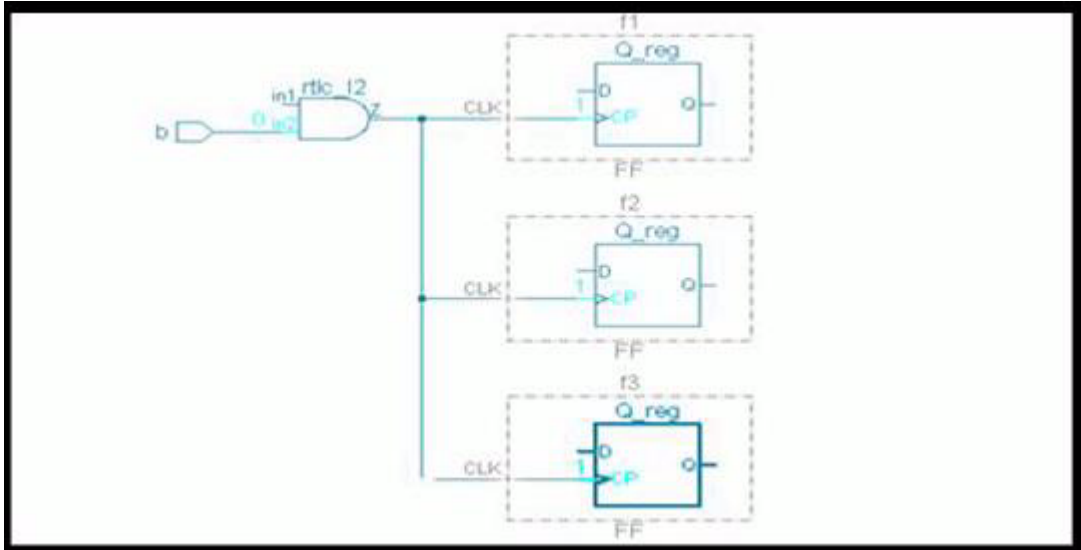 f1
Q_reg
in1 rtlc_I2
D
Q
CLK
1
CP
b
0
in2
Z
FF
f2
Q_reg
D
Q
CLK
1
CP
FF
f3
Q_reg
D
Q
CLK
1
CP
FF